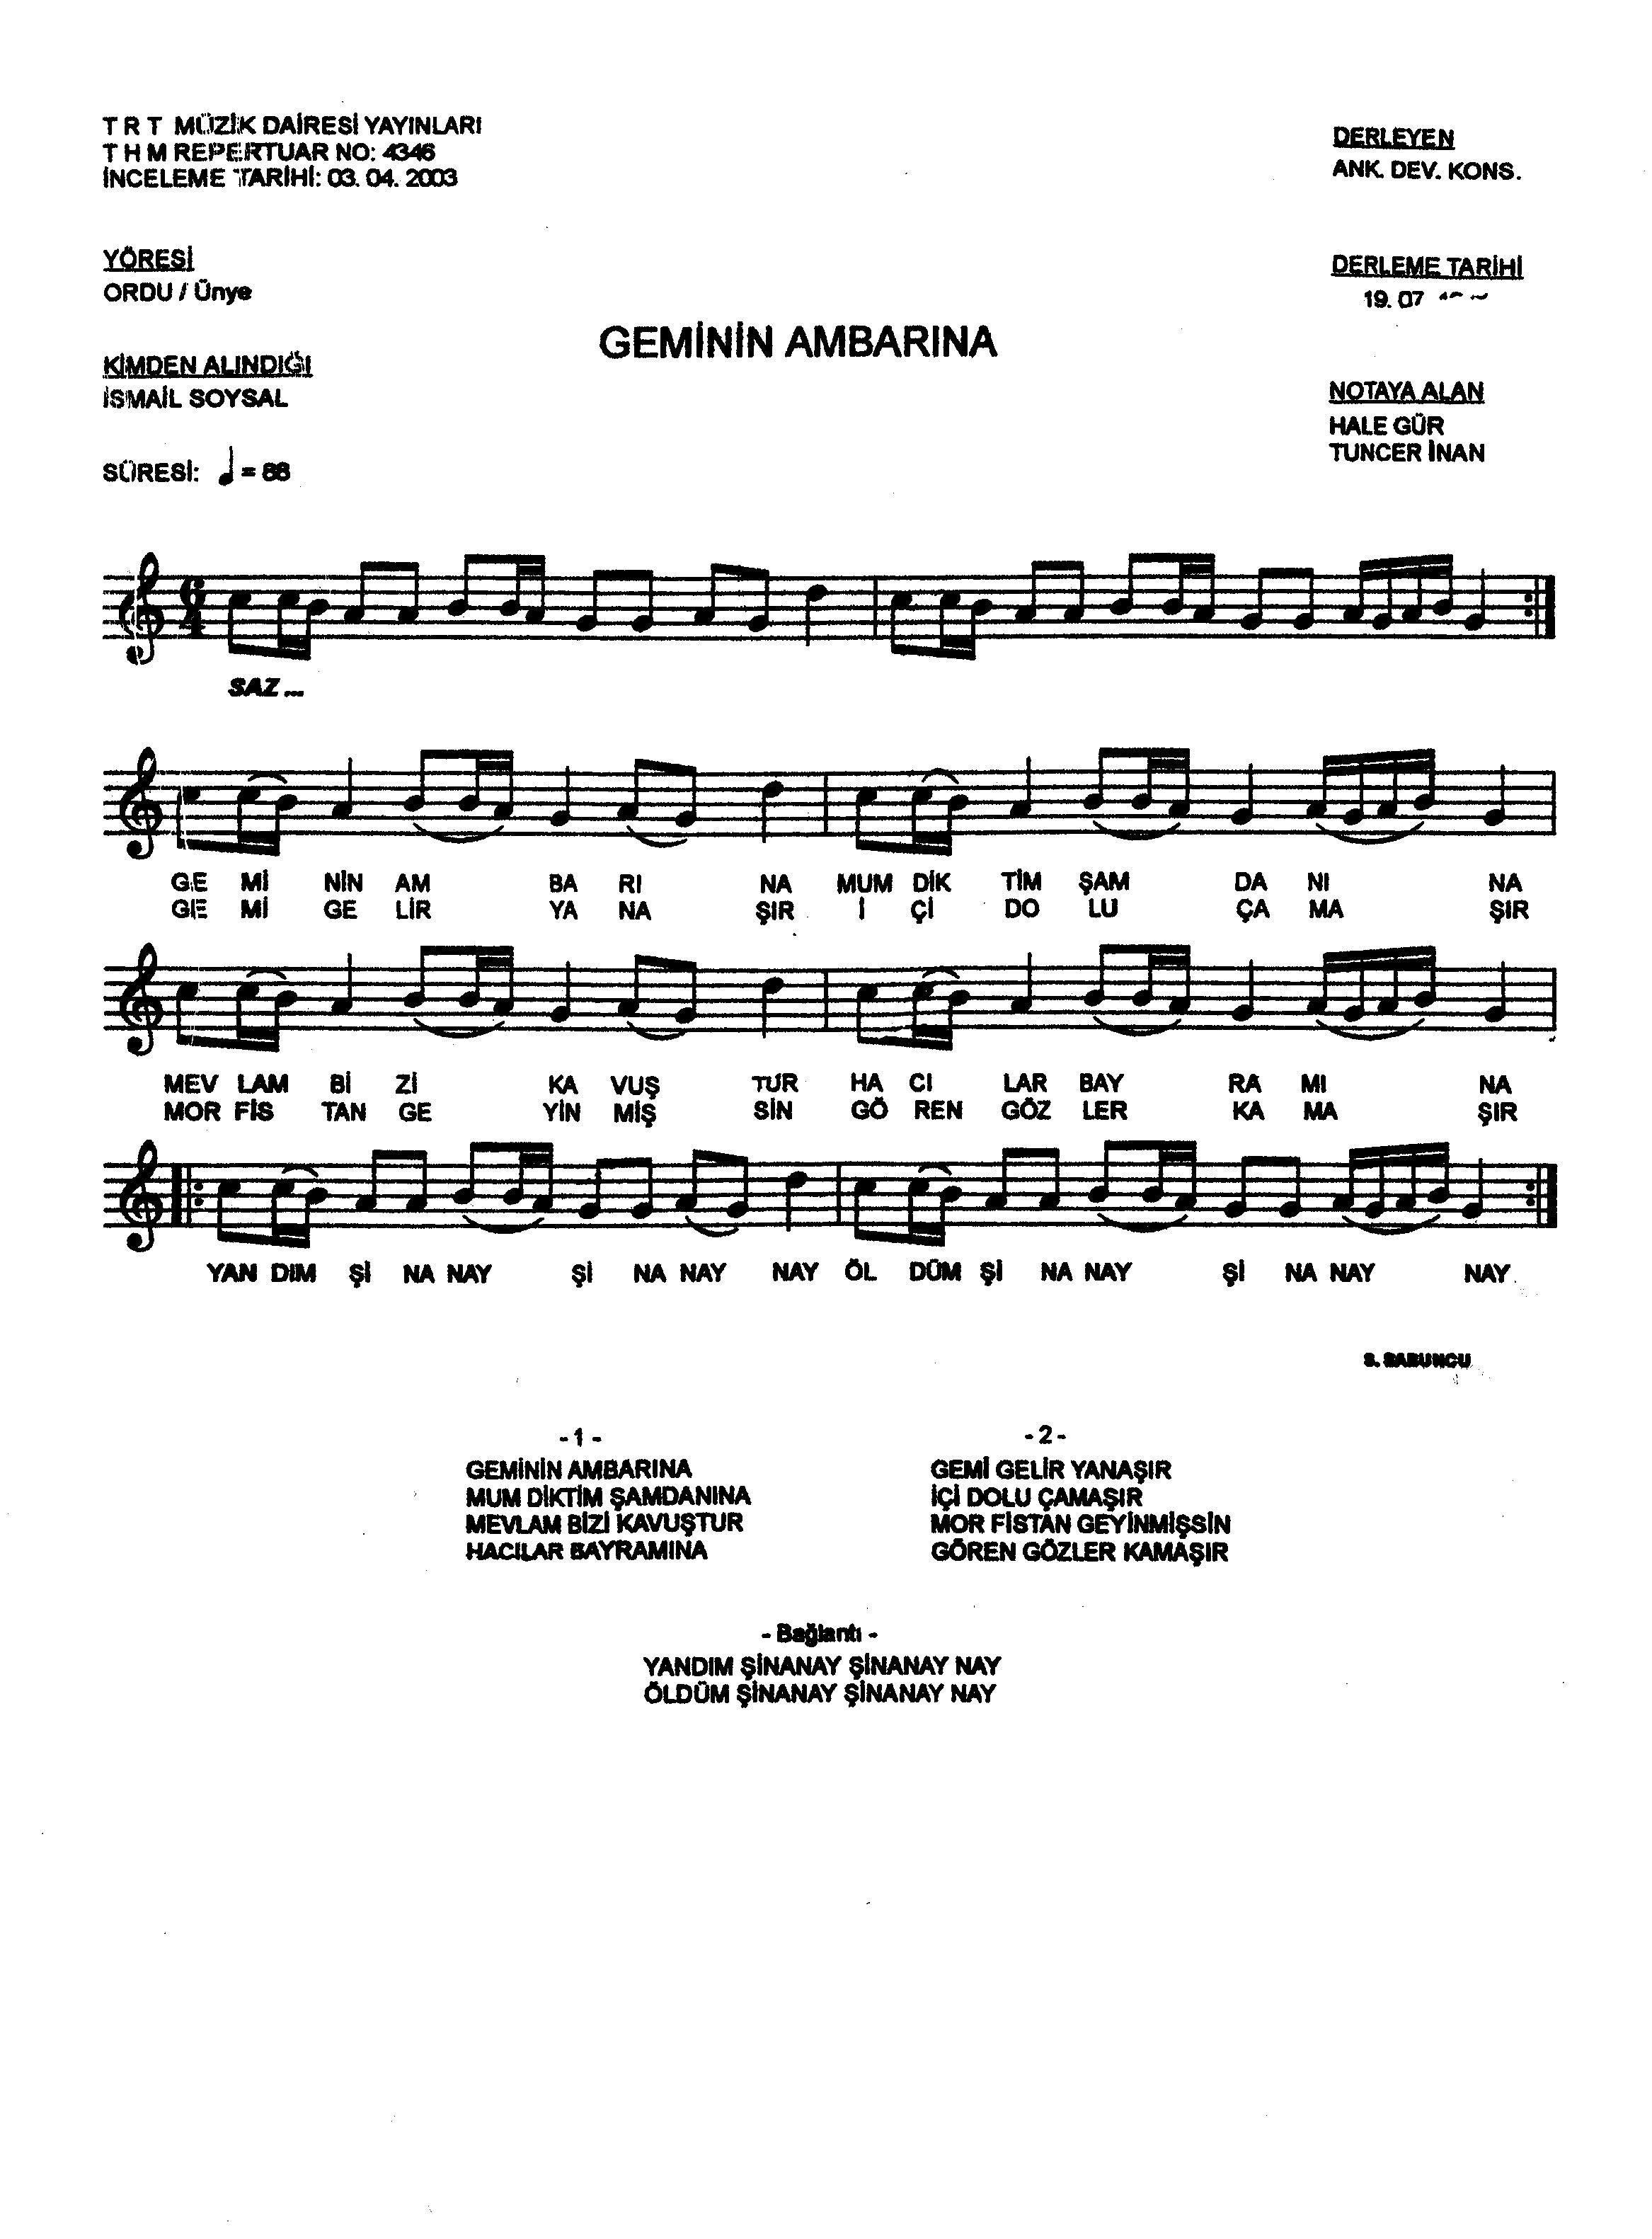 T R T MÜZİK DAİRESİ YAYINLARI
T H M REPERTUAR NO: 4346
İNCELEME TARİHİ: 03. 04. 2003
DERLEYEN
ANK. DEV. KONS.
YÖRESİ
ORDU / Ünye
DERLEME TARİHİ
19. 07
GEMİNİN AMBARINA
KİMDEN ALINDIĞI
İSMAİL SOYSAL
NOTAYA ALAN
HALE GÜR
TUNCER İNAN
SÜRESİ: ♩ = 88
6
4
SAZ ...
GE Mİ NİN AM BA RI NA MUM DİK TİM ŞAM DA NI NA
GE Mİ GE LİR YA NA ŞIR İ Çİ DO LU ÇA MA ŞIR
MEV LAM Bİ Zİ KA VUŞ TUR HA CI LAR BAY RA MI NA
MOR FİS TAN GE YİN MİŞ SİN GÖ REN GÖZ LER KA MA ŞIR
YAN DIM Şİ NA NAY Şİ NA NAY NAY ÖL DÜM Şİ NA NAY Şİ NA NAY NAY
S. SABUNCU
- 1 -
GEMİNİN AMBARINA
MUM DİKTİM ŞAMDANINA
MEVLAM BİZİ KAVUŞTUR
HACILAR BAYRAMINA
- 2 -
GEMİ GELİR YANAŞIR
İÇİ DOLU ÇAMAŞIR
MOR FİSTAN GEYİNMİŞSİN
GÖREN GÖZLER KAMAŞIR
- Bağlantı -
YANDIM ŞİNANAY ŞİNANAY NAY
ÖLDÜM ŞİNANAY ŞİNANAY NAY